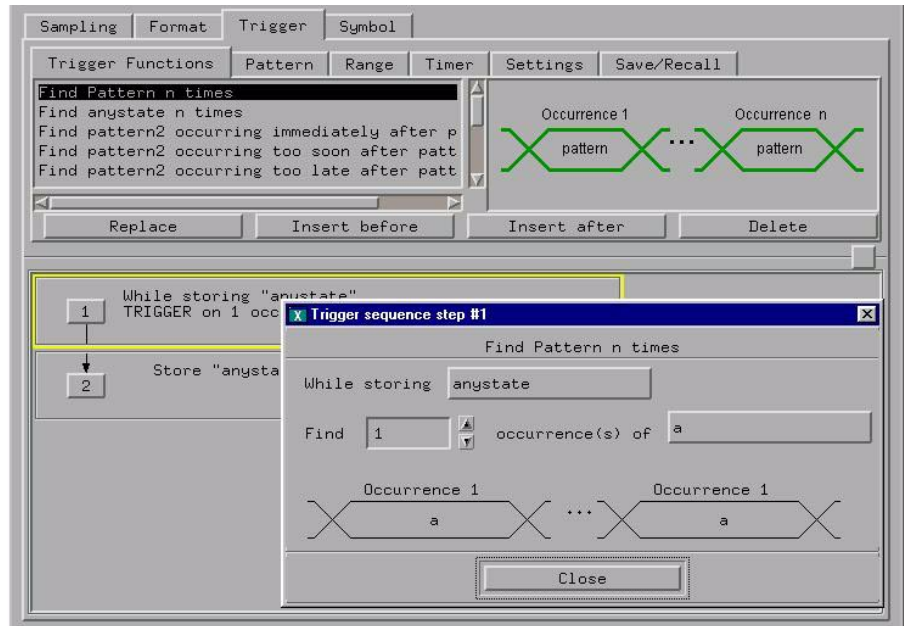 Sampling Format Trigger Symbol
Trigger Functions Pattern Range Timer Settings Save/Recall
Find Pattern n times
Find anystate n times
Find pattern2 occurring immediately after p
Find pattern2 occurring too soon after patt
Find pattern2 occurring too late after patt
Occurrence 1 Occurrence n
pattern ... pattern
Replace Insert before Insert after Delete
1 While storing "anystate"
TRIGGER on 1 occ
2 Store "anysta
X Trigger sequence step #1
Find Pattern n times
While storing anystate
Find 1 occurrence(s) of a
Occurrence 1 Occurrence 1
a ... a
Close